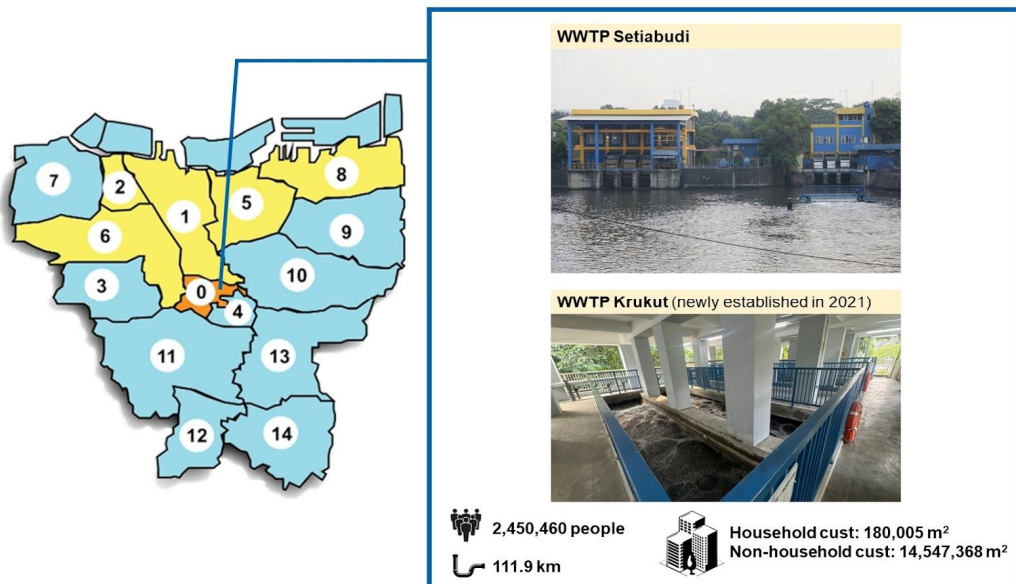 7
2
1
5
8
6
9
3
0
10
4
11
13
12
14
WWTP Setiabudi
WWTP Krukut (newly established in 2021)
2,450,460 people
111.9 km
Household cust: 180,005 m²
Non-household cust: 14,547,368 m²